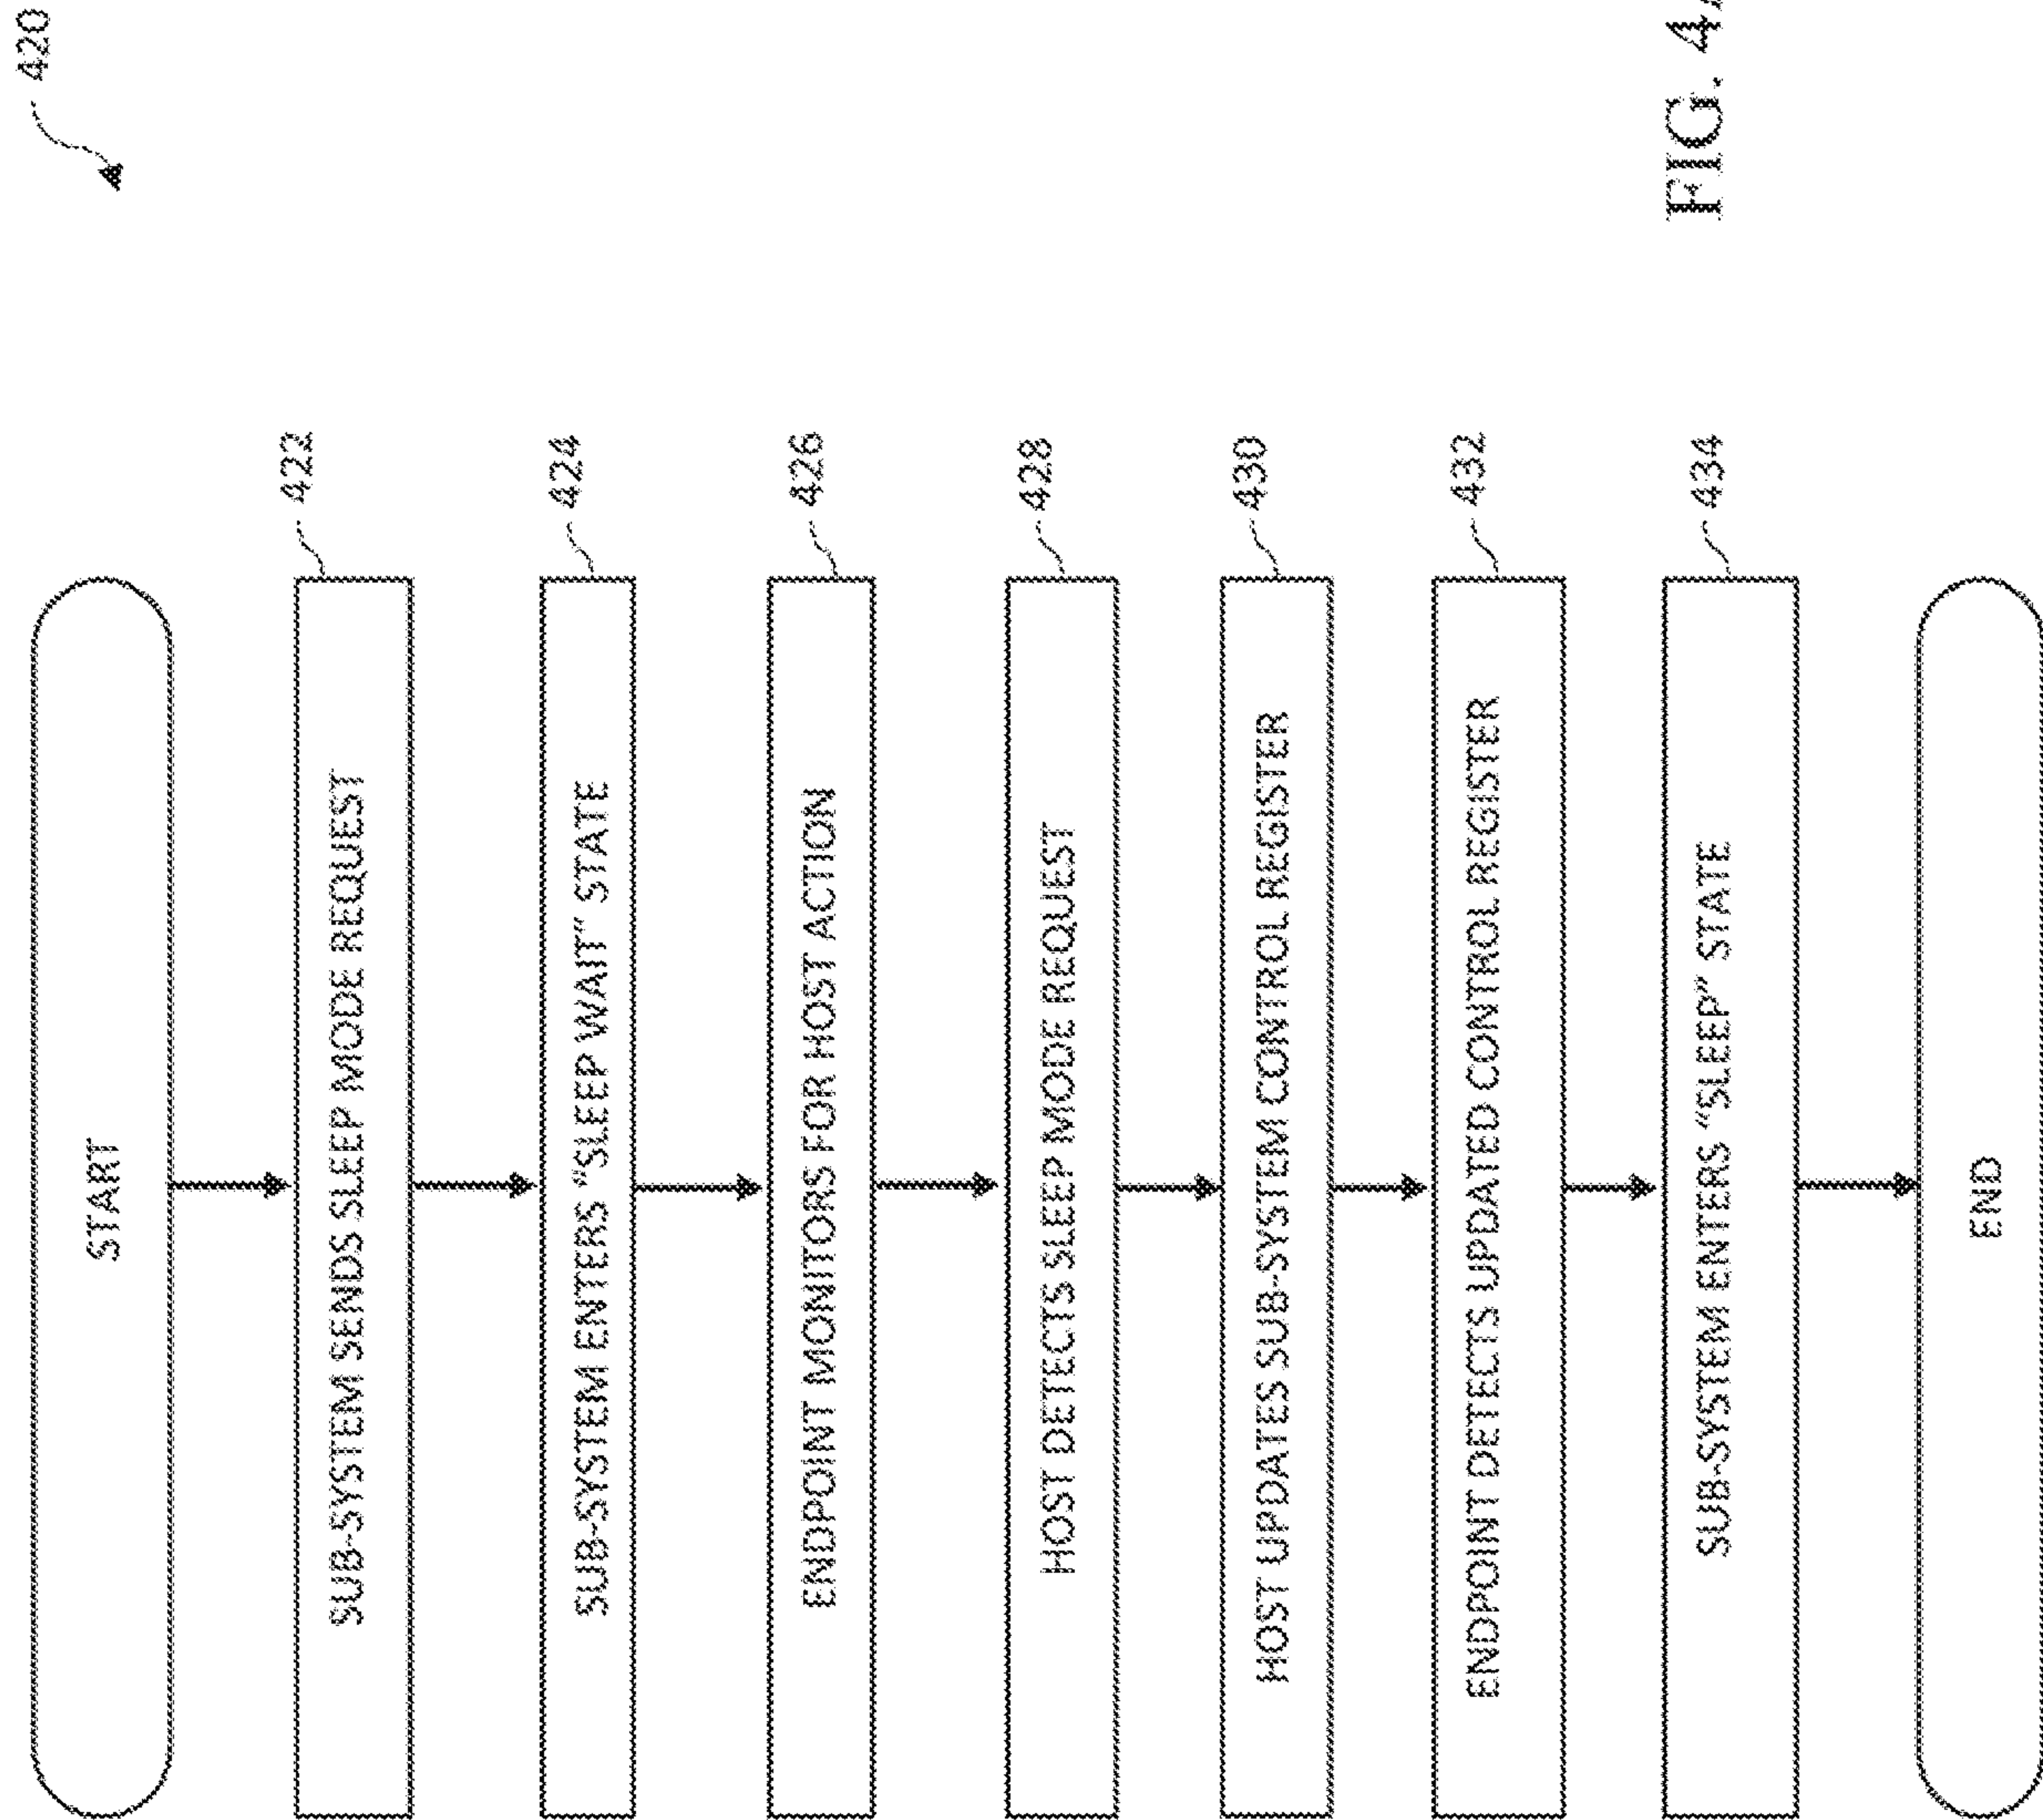 420
START
SUB-SYSTEM SENDS SLEEP MODE REQUEST
422
SUB-SYSTEM ENTERS "SLEEP WAIT" STATE
424
ENDPOINT MONITORS FOR HOST ACTION
426
HOST DETECTS SLEEP MODE REQUEST
428
HOST UPDATES SUB-SYSTEM CONTROL REGISTER
430
ENDPOINT DETECTS UPDATED CONTROL REGISTER
432
SUB-SYSTEM ENTERS "SLEEP" STATE
434
END
FIG. 4